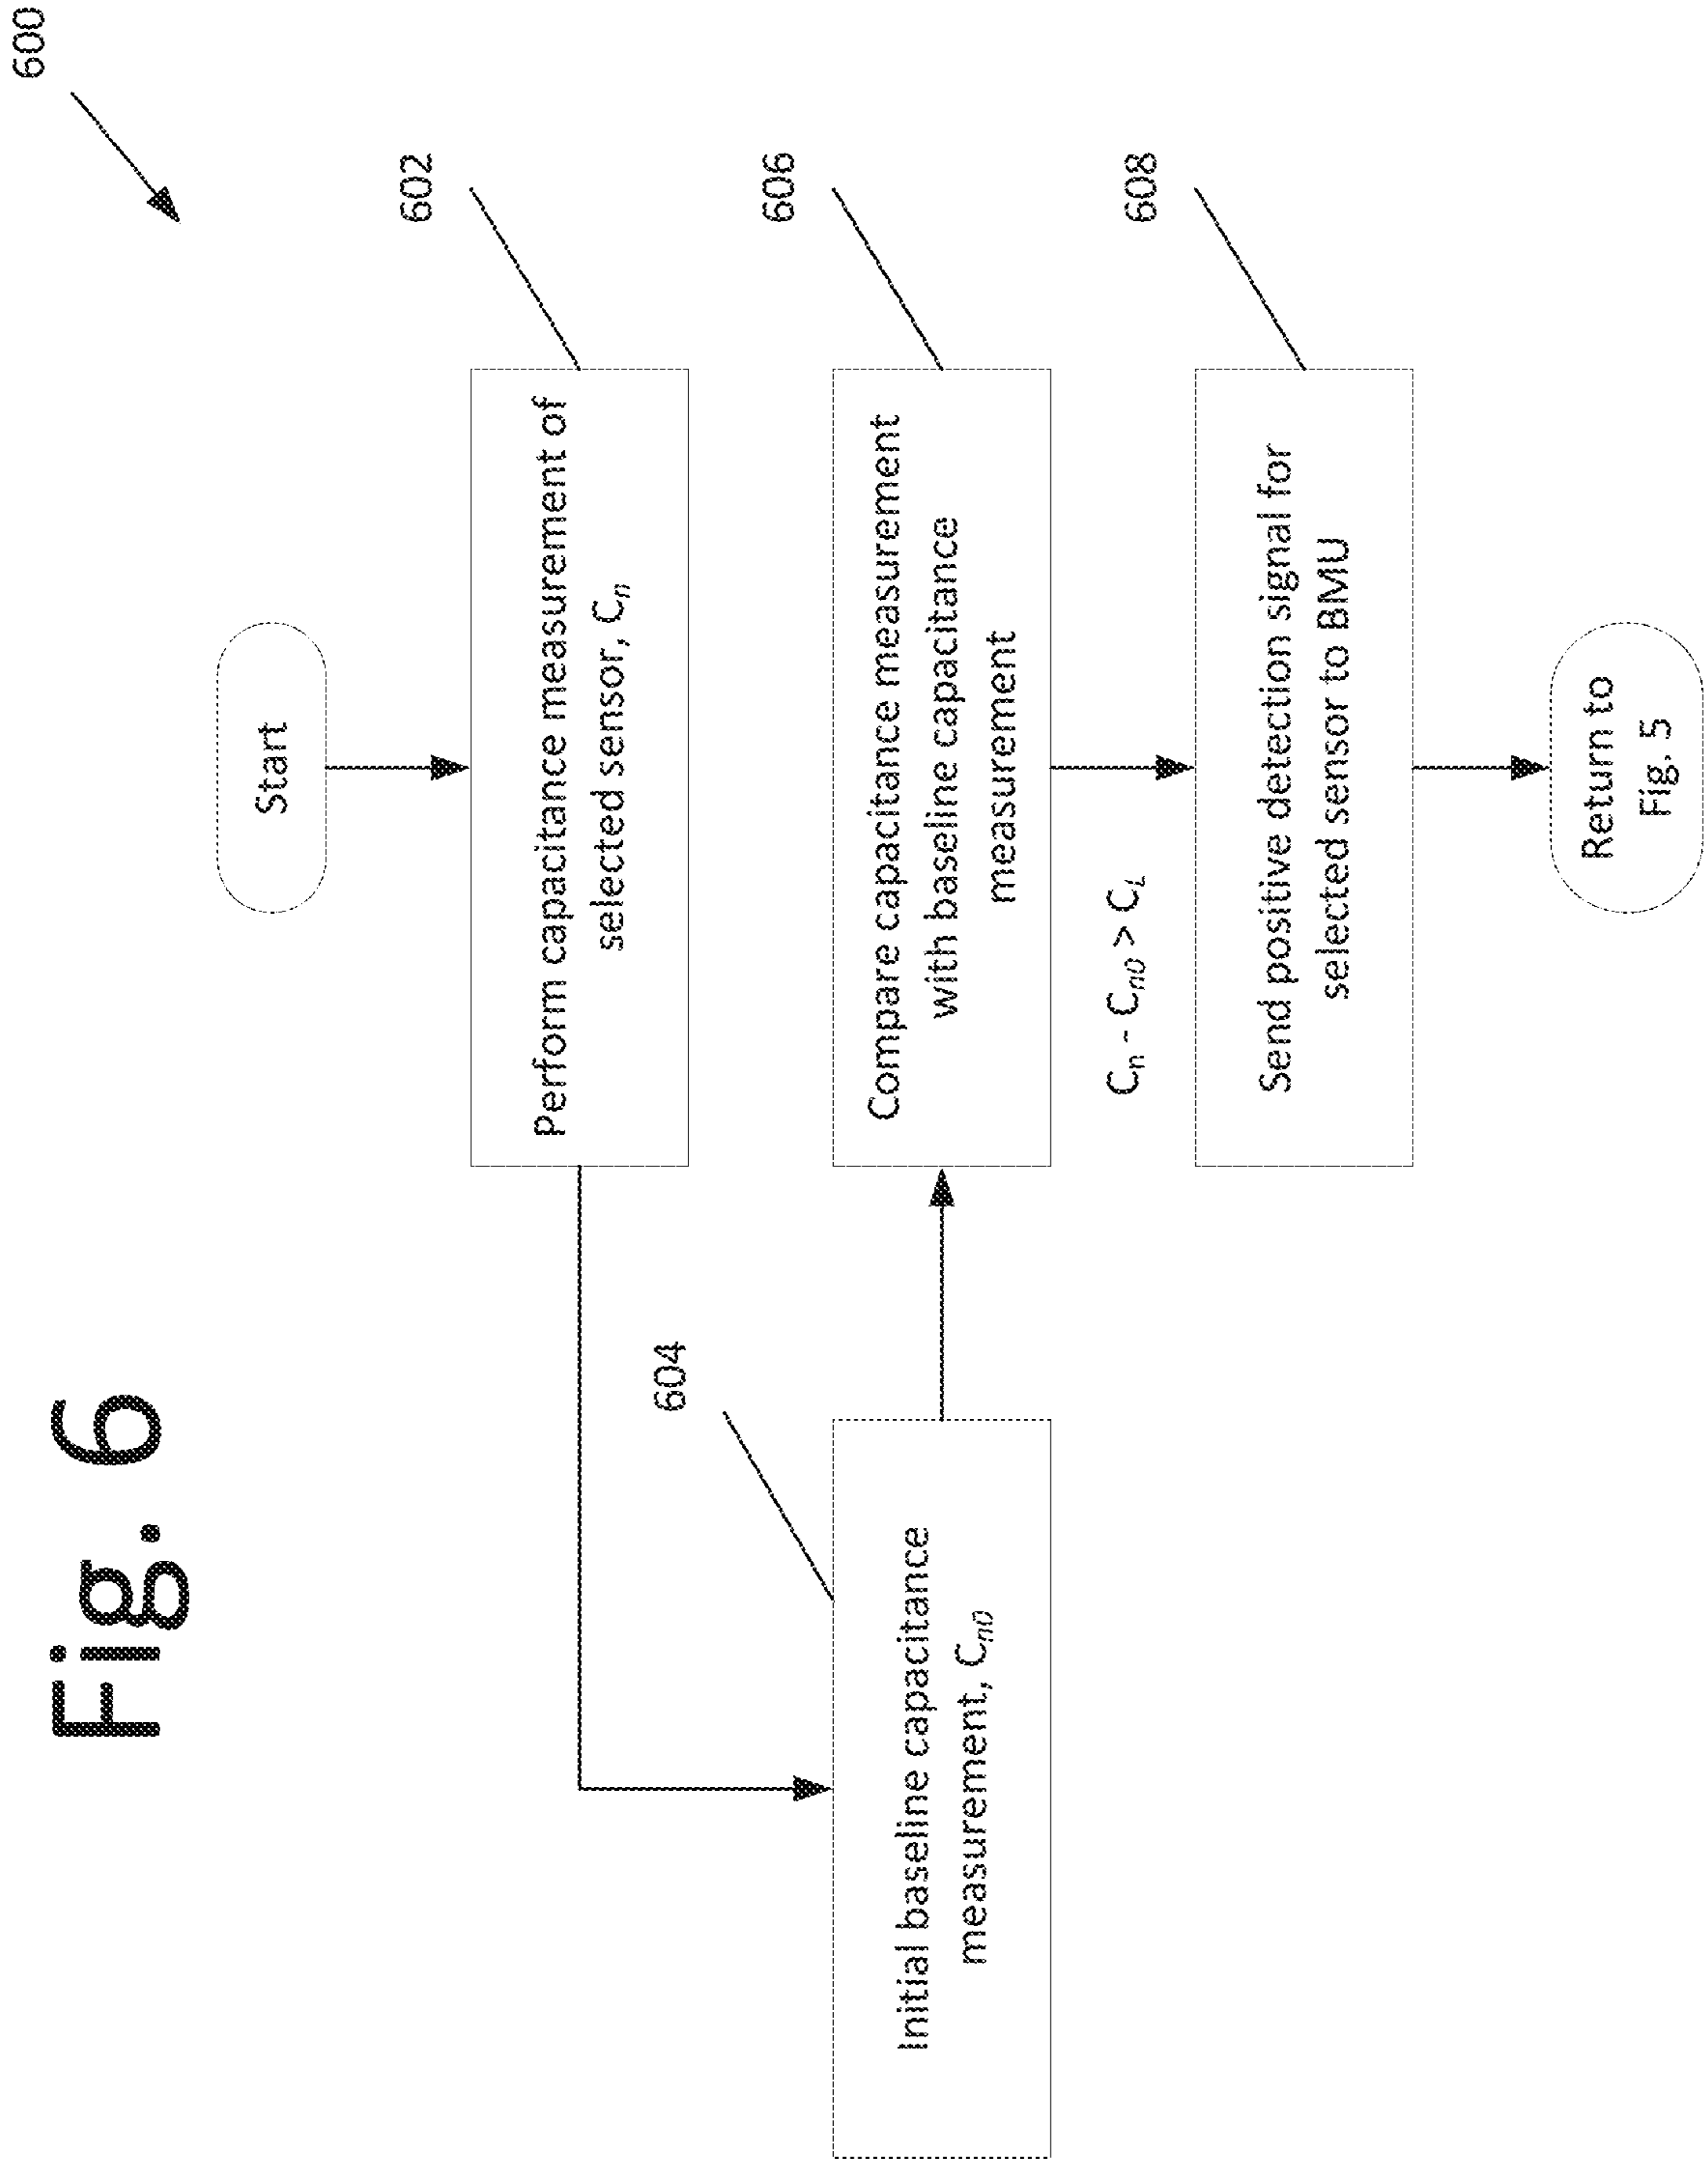 Fig. 6
600
Start
602
Perform capacitance measurement of
selected sensor, Cₙ
604
Initial baseline capacitance
measurement, Cₙ₀
606
Compare capacitance measurement
with baseline capacitance
measurement
Cₙ - Cₙ₀ > C_L
608
Send positive detection signal for
selected sensor to BMU
Return to
Fig. 5